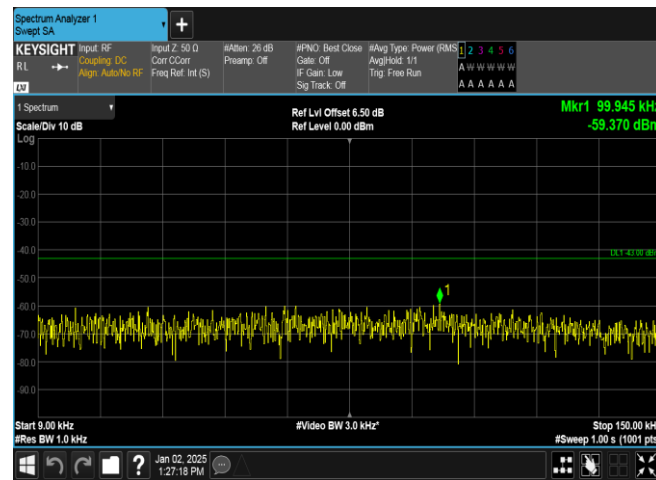 Spectrum Analyzer 1
Swept SA
+
KEYSIGHT
R L
LXI
Input: RF
Coupling: DC
Align: Auto/No RF
Input Z: 50 Ω
Corr CCorr
Freq Ref: Int (S)
#Atten: 26 dB
Preamp: Off
#PNO: Best Close
Gate: Off
IF Gain: Low
Sig Track: Off
#Avg Type: Power (RMS
Avg|Hold: 1/1
Trig: Free Run
1 2 3 4 5 6
A W W W W W
A A A A A A
1 Spectrum
Scale/Div 10 dB
Log
Ref Lvl Offset 6.50 dB
Ref Level 0.00 dBm
Mkr1 99.945 kHz
-59.370 dBm
-10.0
-20.0
-30.0
-40.0
DL1 -43.00 dB
-50.0
1
-60.0
-70.0
-80.0
-90.0
Start 9.00 kHz
#Res BW 1.0 kHz
#Video BW 3.0 kHz*
Stop 150.00 kH
#Sweep 1.00 s (1001 pts
?
Jan 02, 2025
1:27:18 PM